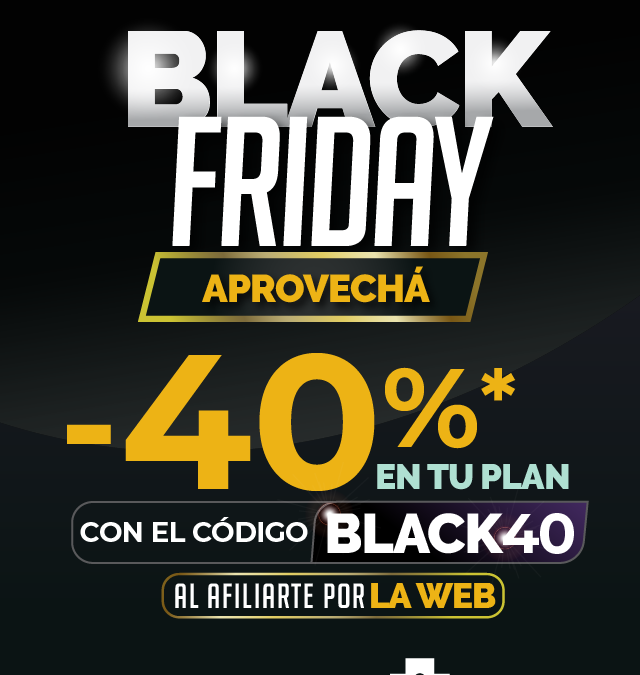 BLACK
FRIDAY
APROVECHÁ
-40%*
EN TU PLAN
CON EL CÓDIGO BLACK40
AL AFILIARTE POR LA WEB